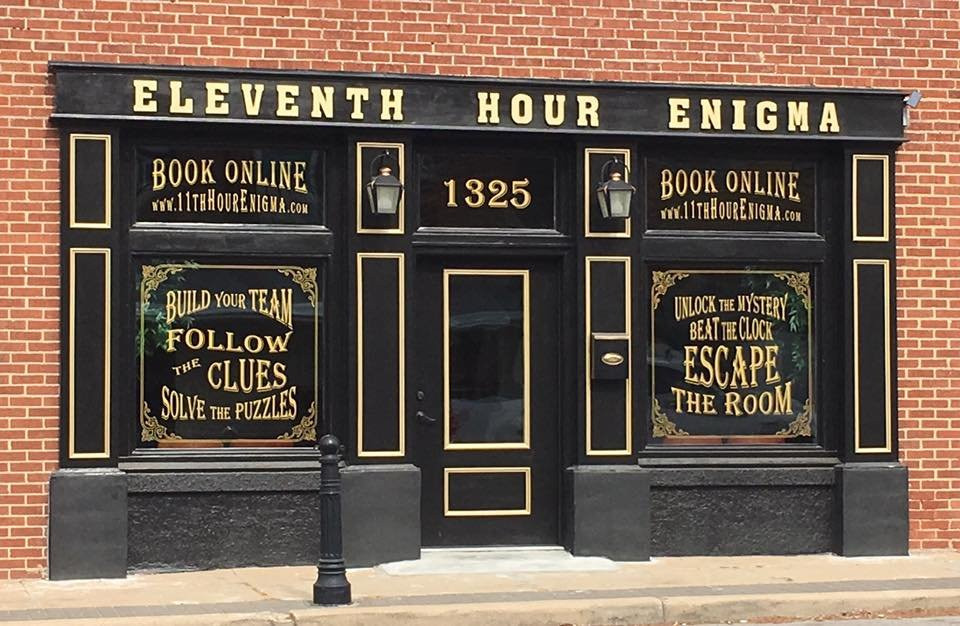 ELEVENTH HOUR ENIGMA
BOOK ONLINE
WWW.11THHOURENIGMA.COM
1325
BOOK ONLINE
WWW.11THHOURENIGMA.COM
BUILD YOUR TEAM
FOLLOW
THE CLUES
SOLVE THE PUZZLES
UNLOCK THE MYSTERY
BEAT THE CLOCK
ESCAPE
THE ROOM